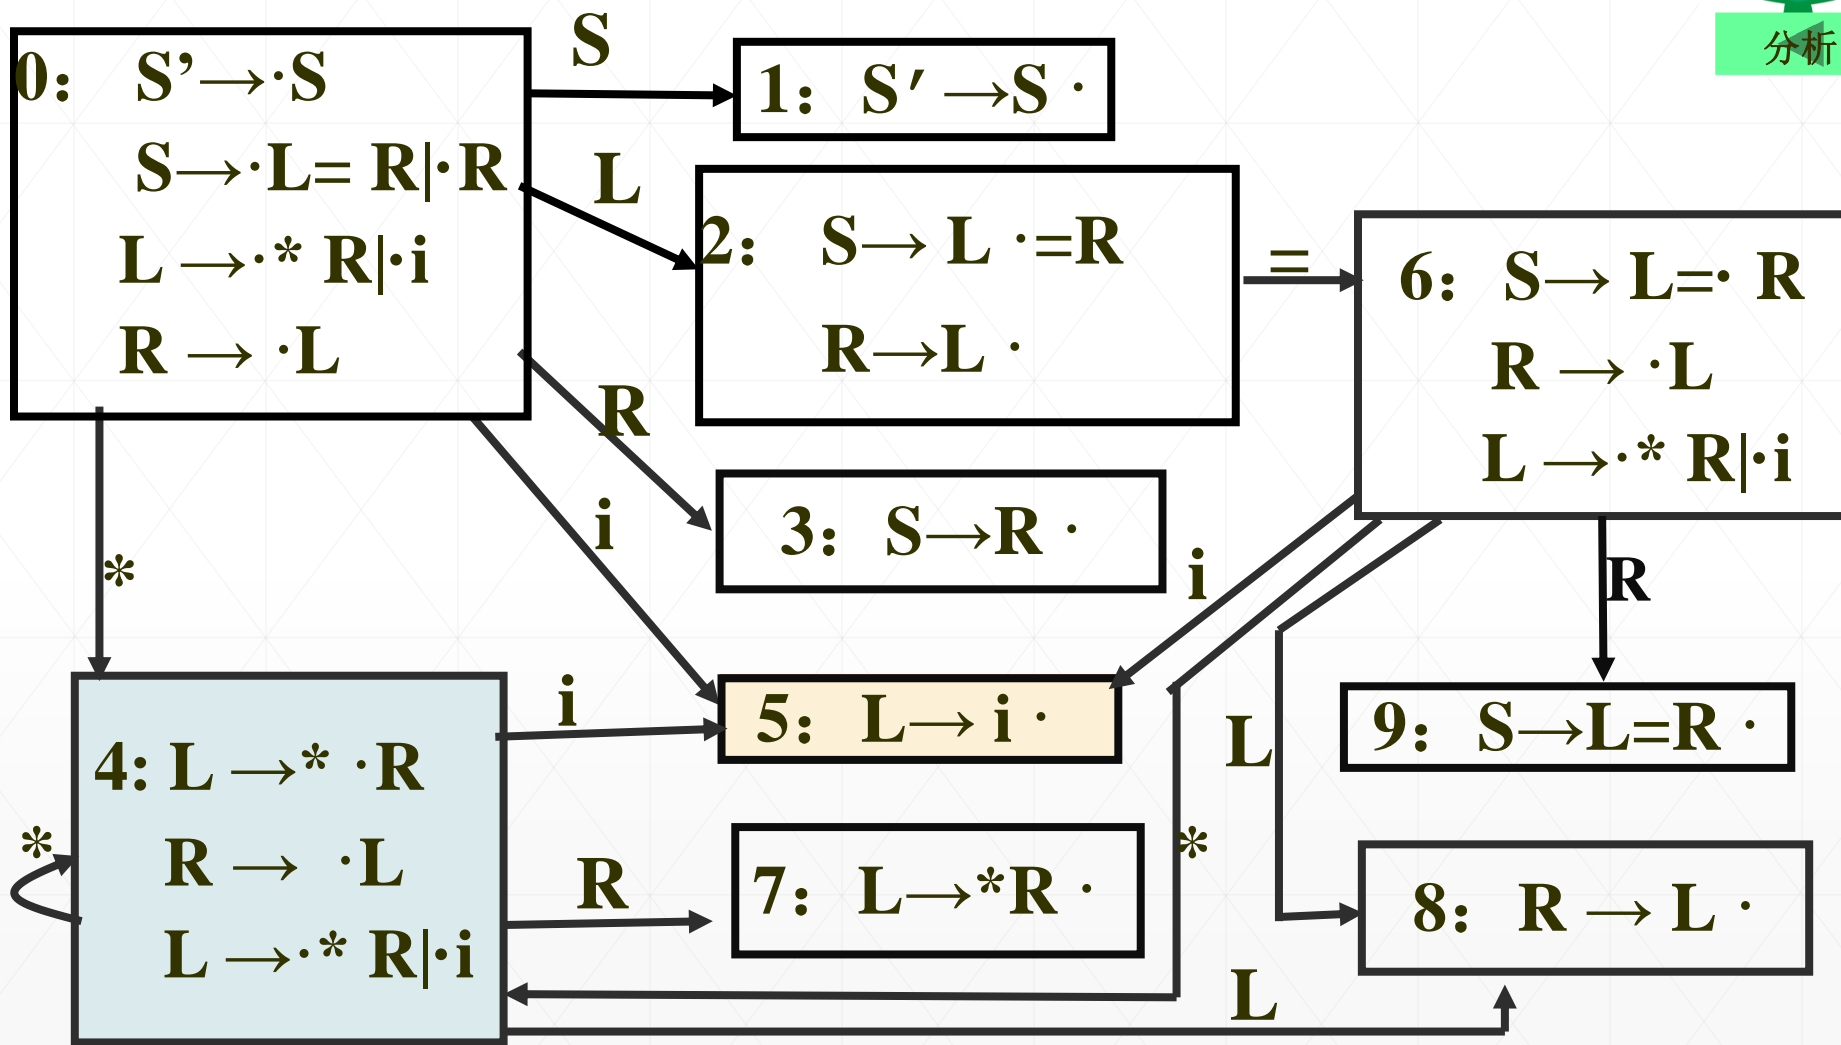 分析
0： S’→·S
S→·L= R|·R
L →·* R|·i
R → ·L
S
1： S′→S ·
L
2： S→ L ·=R
R→L ·
=
6： S→ L=· R
R → ·L
L →·* R|·i
R
3： S→R ·
i
*
i
R
4: L →* ·R
R → ·L
L →·* R|·i
*
i
5： L→ i ·
L
9： S→L=R ·
R
7： L→*R ·
*
8： R → L ·
L